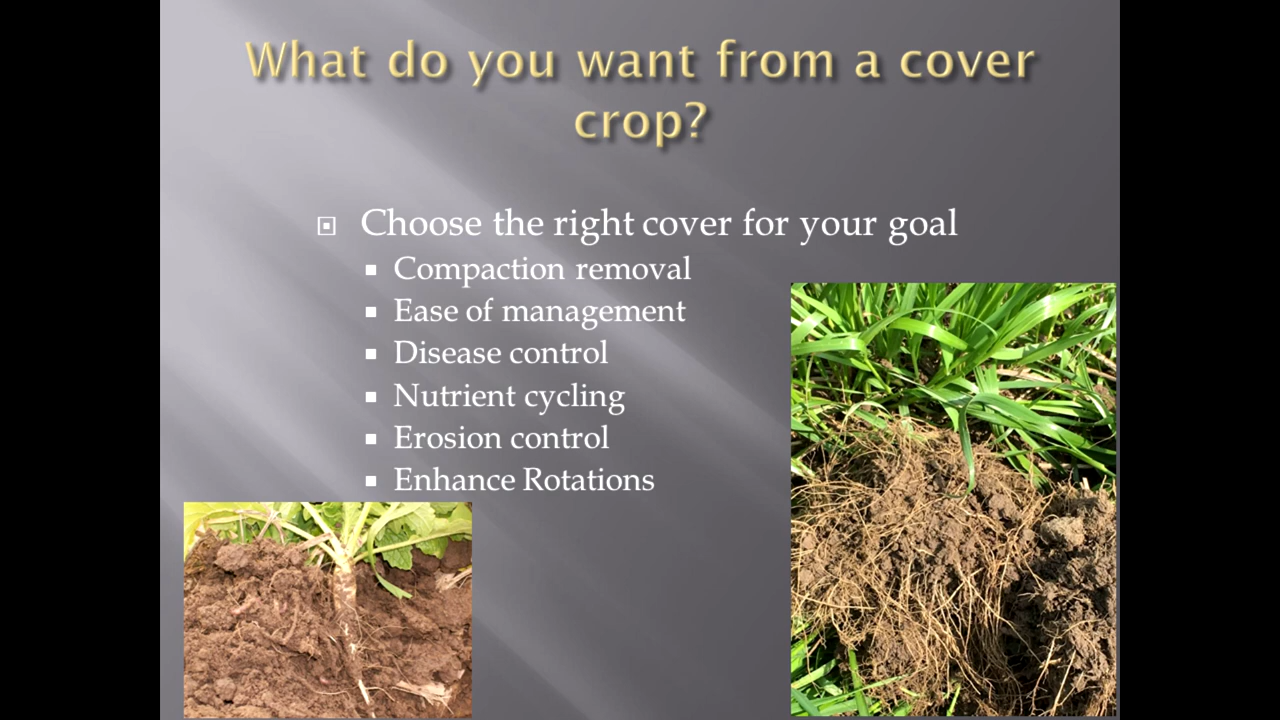 What do you want from a cover
crop?
Choose the right cover for your goal
Compaction removal
Ease of management
Disease control
Nutrient cycling
Erosion control
Enhance Rotations